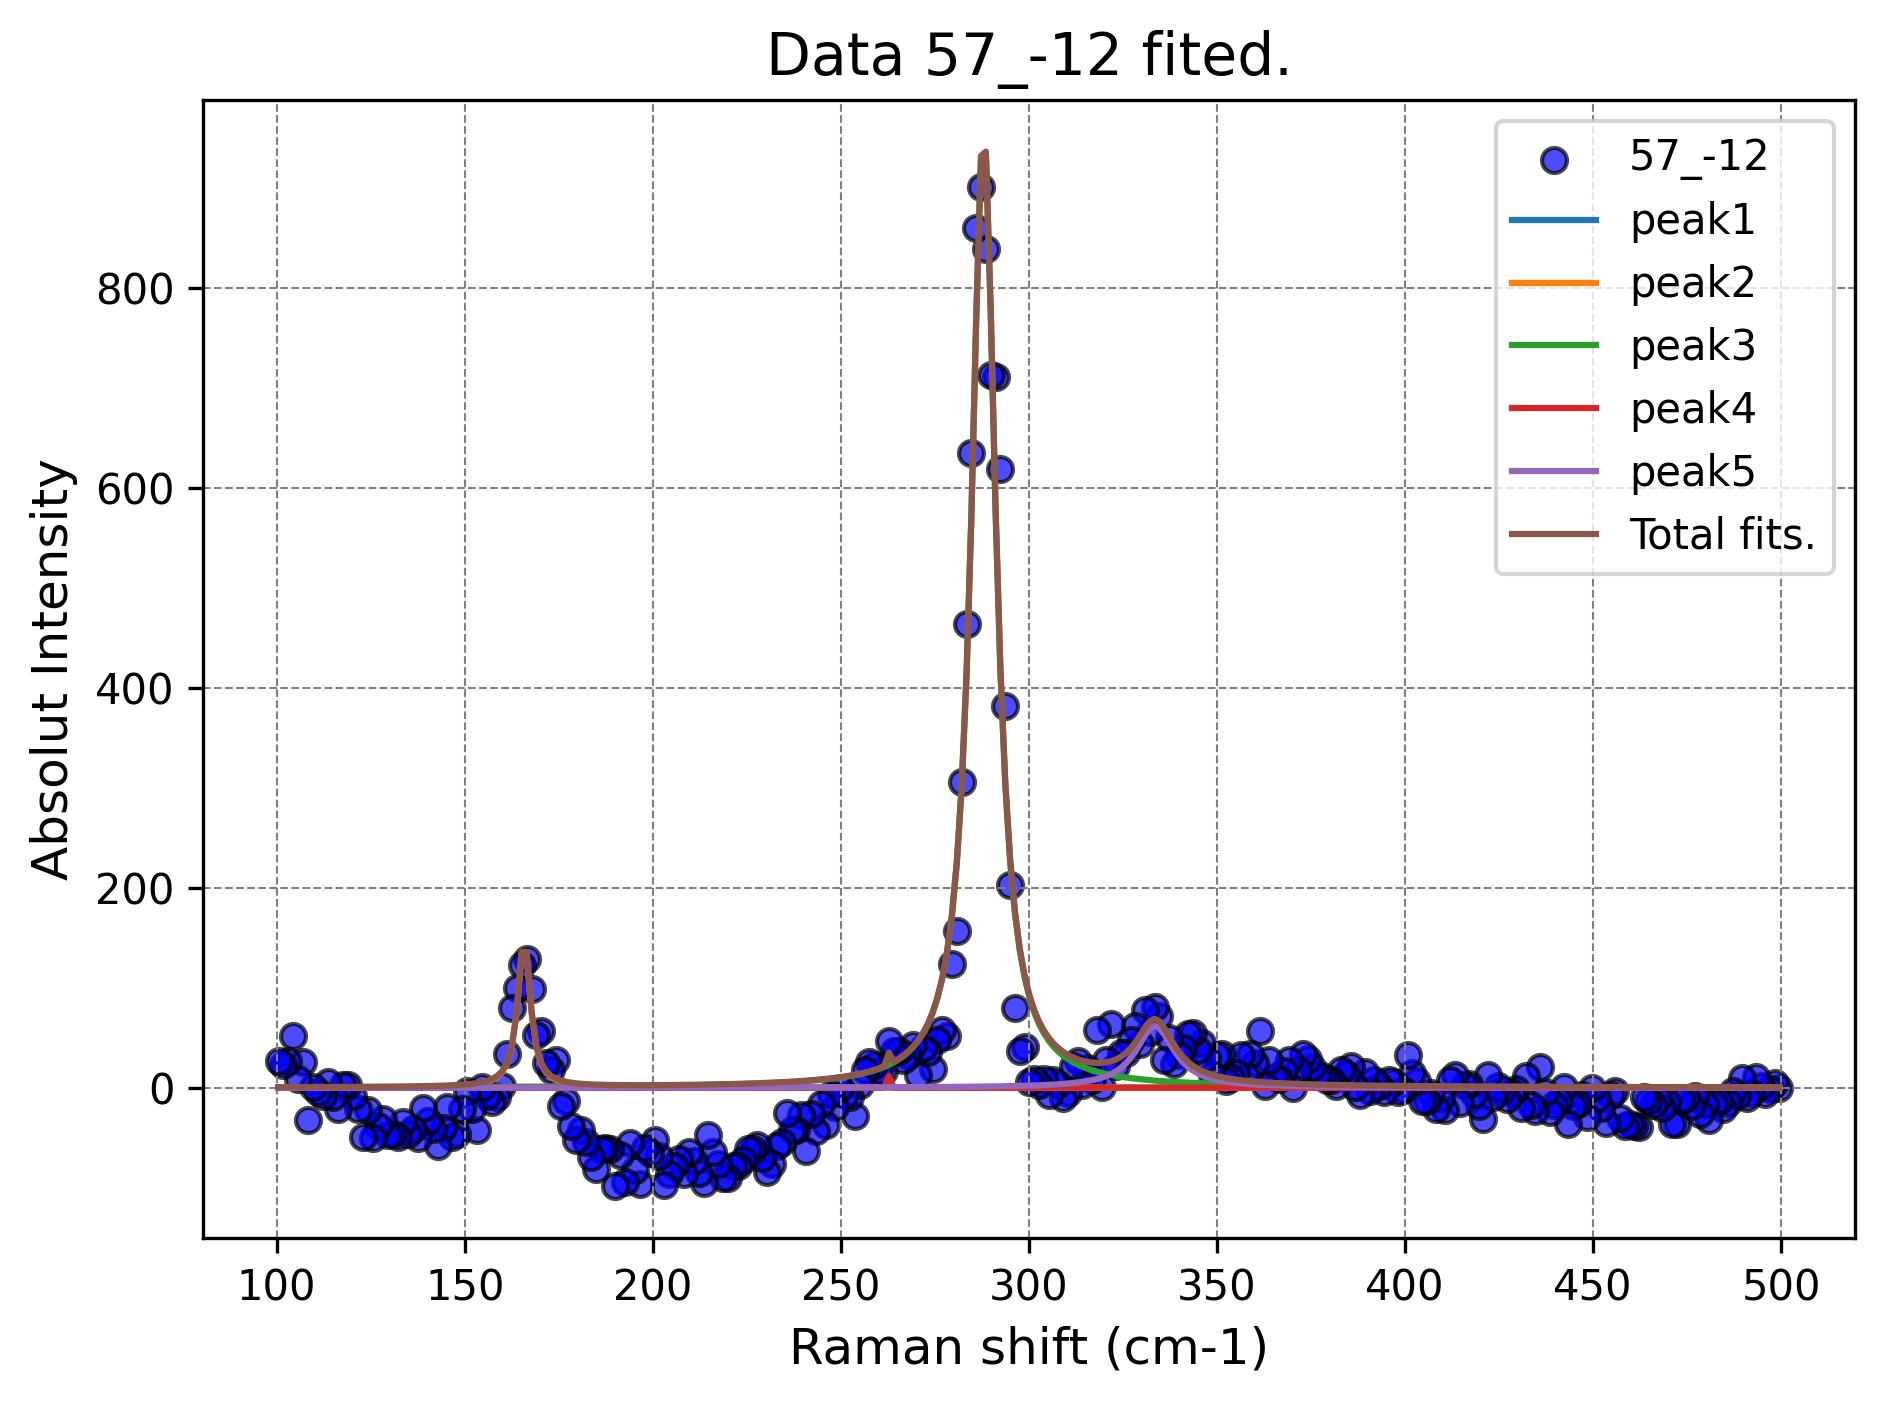 Data 57_-12 fited.
57_-12
peak1
peak2
peak3
peak4
peak5
Total fits.
Absolut Intensity
800
600
400
200
0
100 150 200 250 300 350 400 450 500
Raman shift (cm-1)